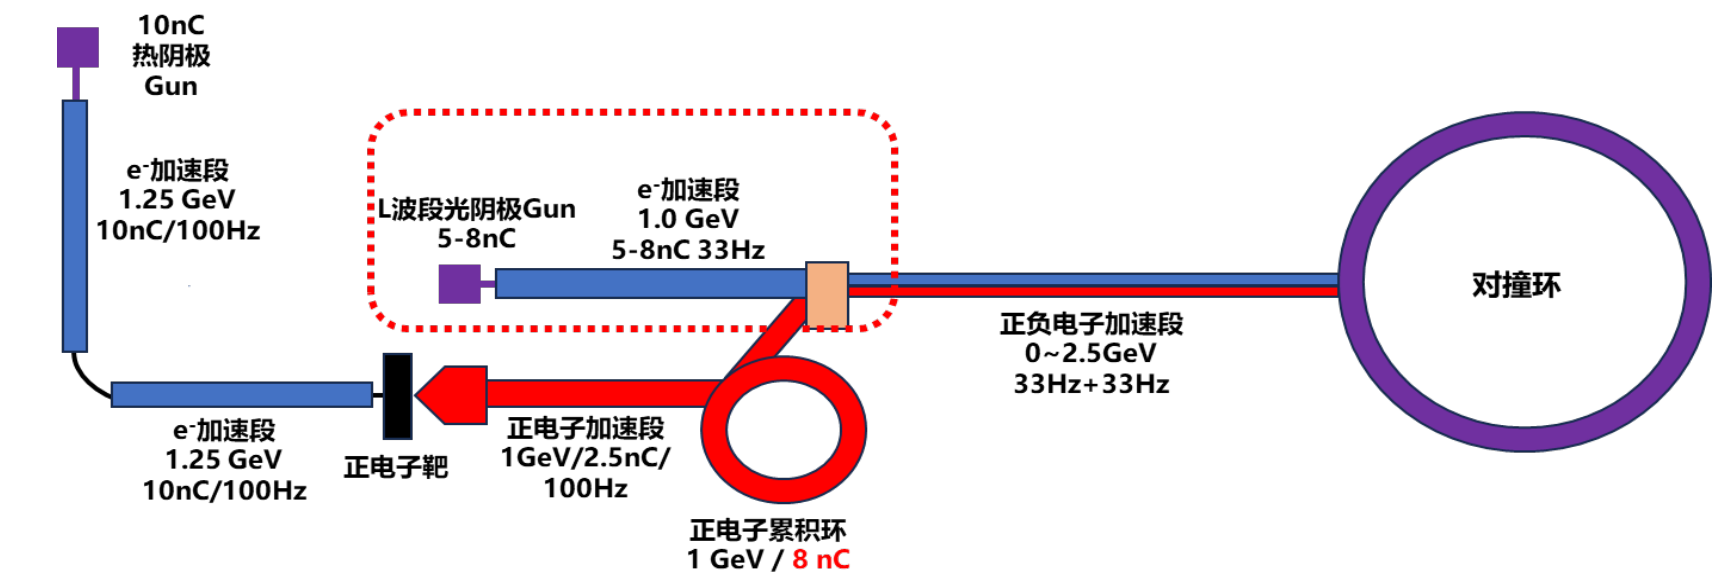 10nC
热阴极
Gun
e⁻加速段
1.25 GeV
10nC/100Hz
L波段光阴极Gun
5-8nC
e⁻加速段
1.0 GeV
5-8nC 33Hz
对撞环
正负电子加速段
0~2.5GeV
33Hz+33Hz
e⁻加速段
1.25 GeV
10nC/100Hz
正电子靶
正电子加速段
1GeV/2.5nC/
100Hz
正电子累积环
1 GeV / 8 nC